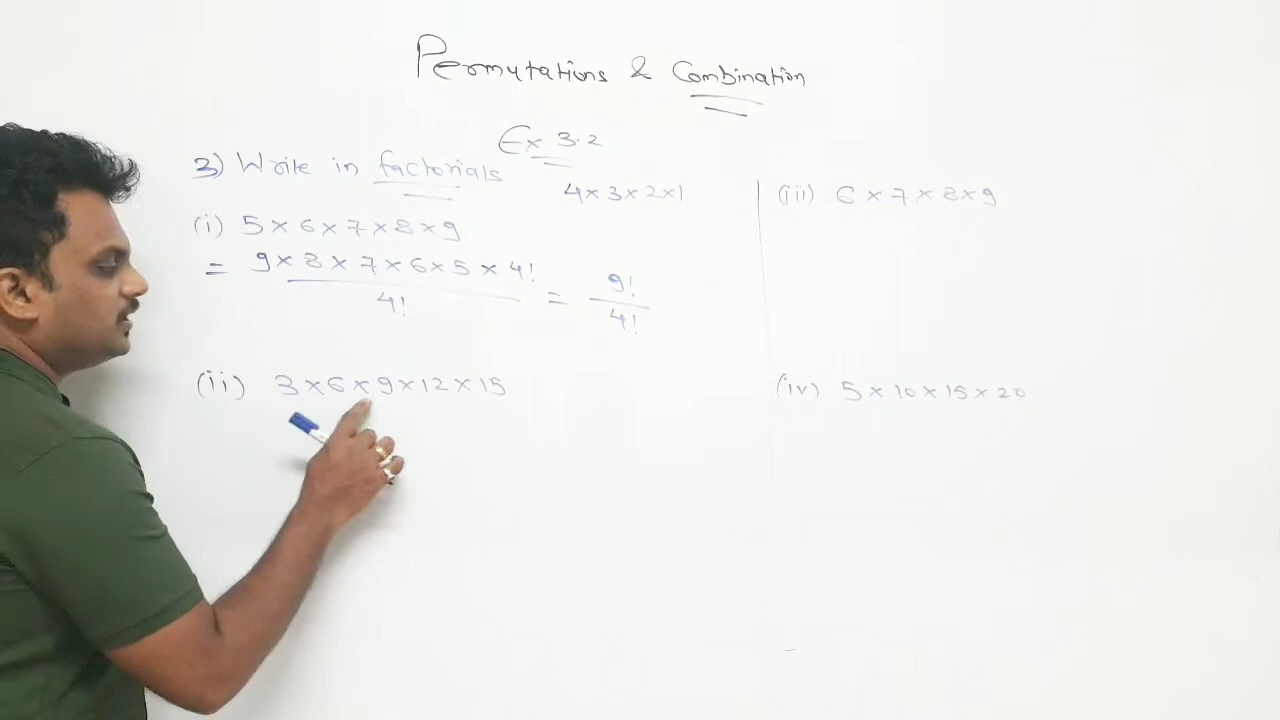 Permutations & Combination
Ex 3.2
3) Write in factorials
4×3×2×1
(i) 5×6×7×8×9
= 9×8×7×6×5×4!
4!
= 9!
4!
(ii) 3×6×9×12×15
(iii) 6×7×8×9
(iv) 5×10×15×20